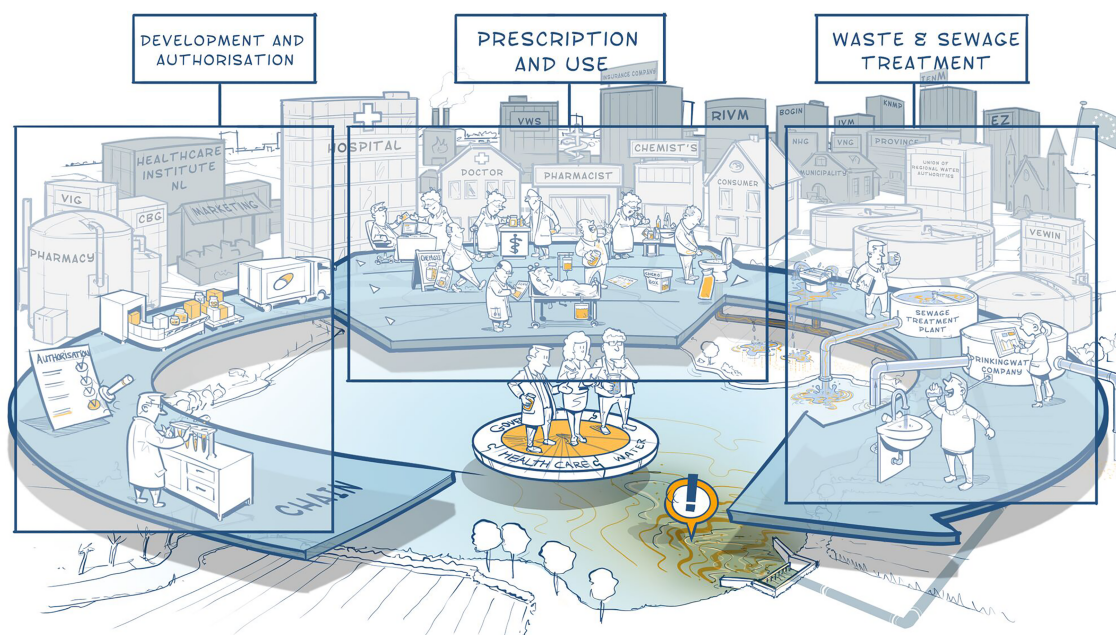 DEVELOPMENT AND
AUTHORISATION
PRESCRIPTION
AND USE
WASTE & SEWAGE
TREATMENT
INSURANCE COMPANY
HOSPITAL
VWS
RIVM
BOGIN
KNMP
EZ
IVM
NHG
VNG
PROVINCE
HEALTHCARE
INSTITUTE
NL
VIG
CBG
MARKETING
PHARMACY
DOCTOR
PHARMACIST
CHEMIST'S
CONSUMER
MUNICIPALITY
UNION OF
REGIONAL WATER
AUTHORITIES
VEWIN
SEWAGE
TREATMENT
PLANT
DRINKINGWAT
COMPANY
AUTHORISATION
CHAIN
HEALTH CARE
WATER
!